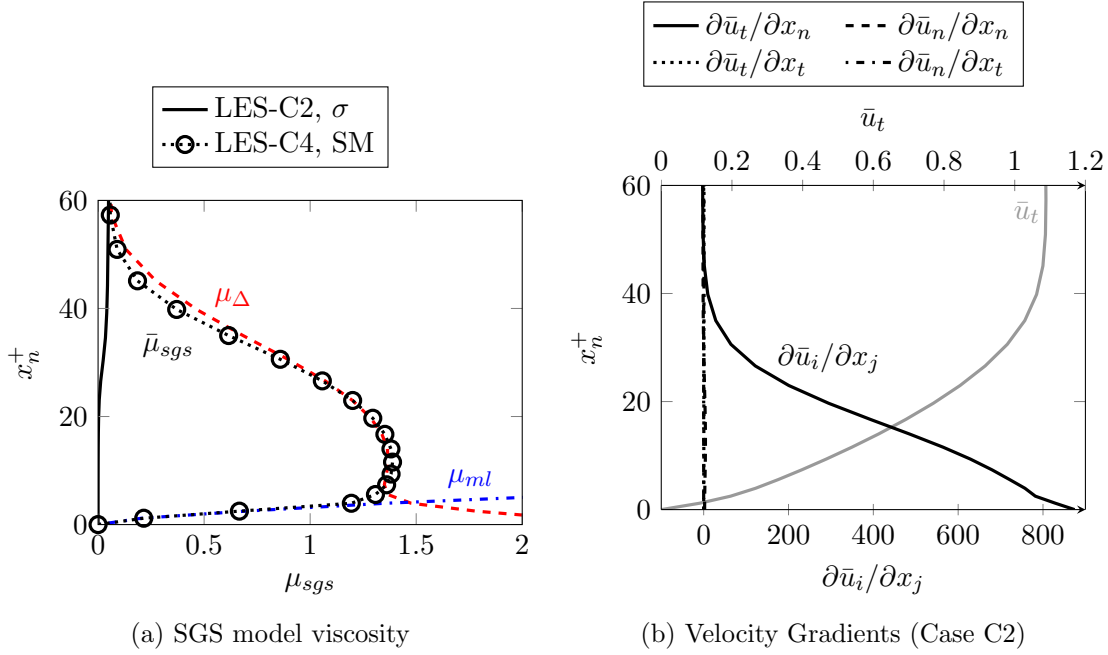 LES-C2, σ
LES-C4, SM
60
40
20
0
x_n^+
μ_Δ
μ̄_sgs
μ_ml
0 0.5 1 1.5 2
μ_sgs
(a) SGS model viscosity
∂ū_t/∂x_n ∂ū_n/∂x_n
∂ū_t/∂x_t ∂ū_n/∂x_t
ū_t
0 0.2 0.4 0.6 0.8 1 1.2
60
40
20
0
x_n^+
ū_t
∂ū_i/∂x_j
0 200 400 600 800
∂ū_i/∂x_j
(b) Velocity Gradients (Case C2)